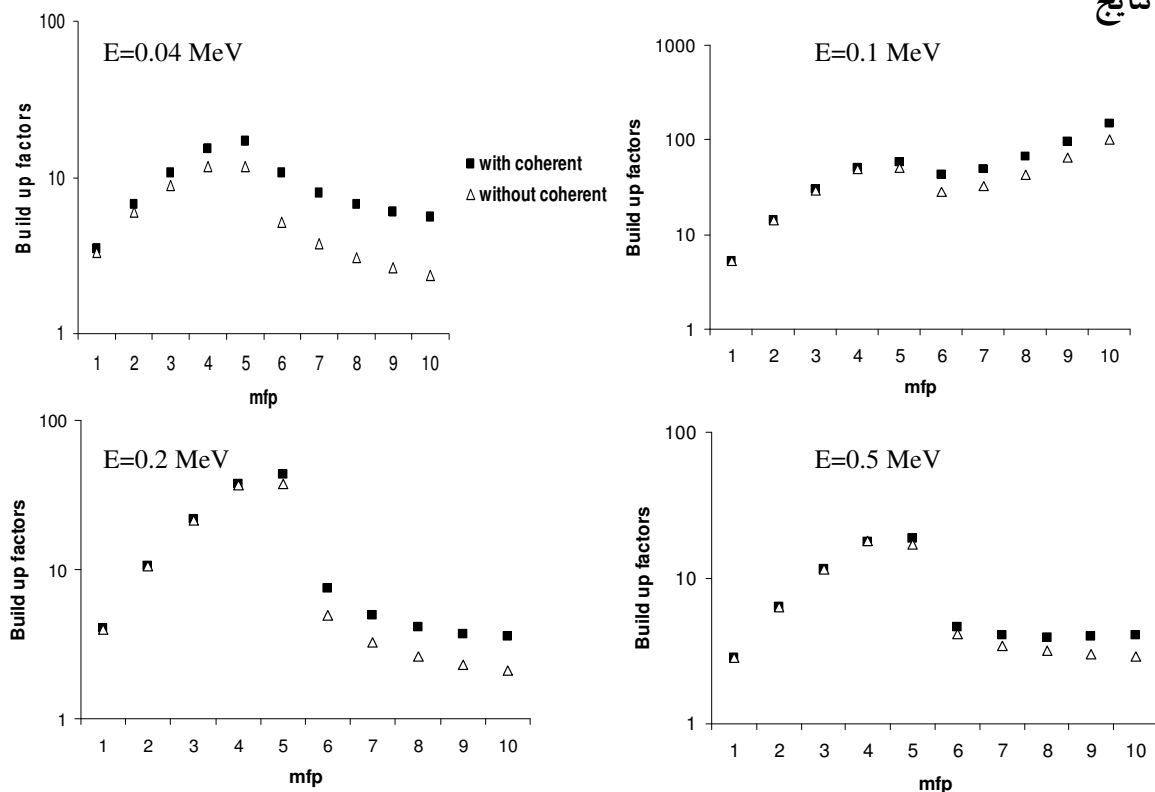 نتایج
100
10
1
Build up factors
E=0.04 MeV
1 2 3 4 5 6 7 8 9 10
mfp
with coherent
without coherent
1000
100
10
1
Build up factors
E=0.1 MeV
1 2 3 4 5 6 7 8 9 10
mfp
100
10
1
Build up factors
E=0.2 MeV
1 2 3 4 5 6 7 8 9 10
mfp
100
10
1
Build up factors
E=0.5 MeV
1 2 3 4 5 6 7 8 9 10
mfp